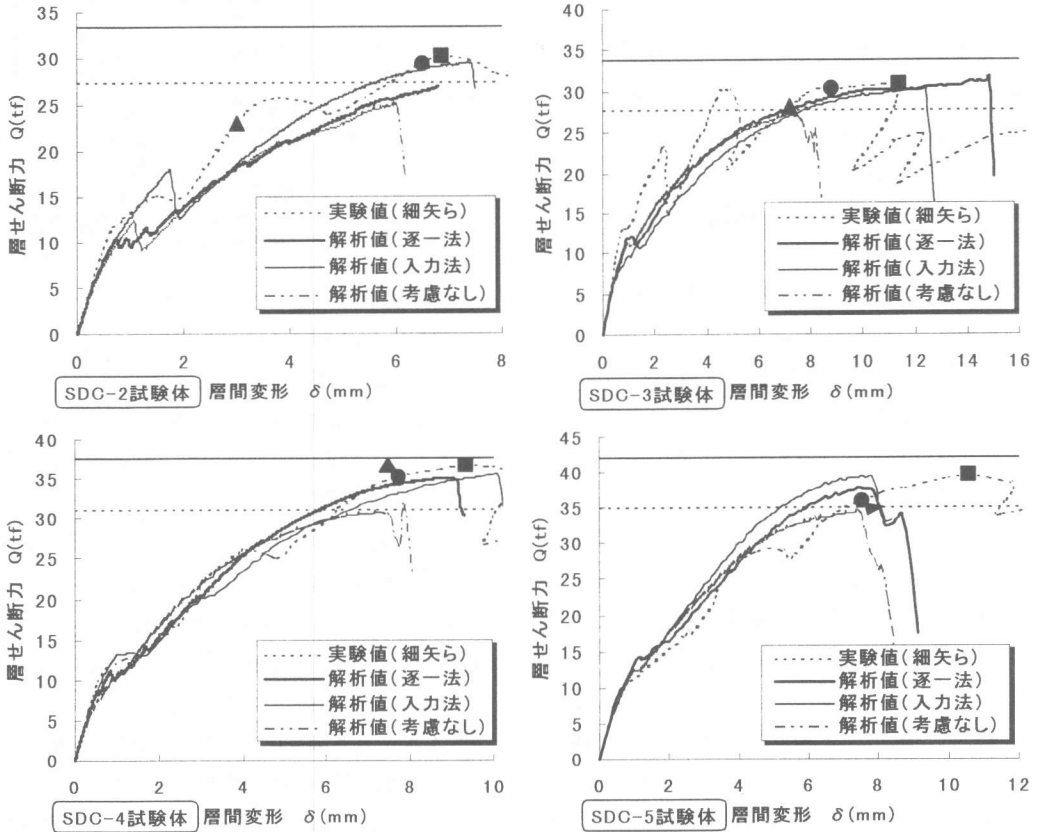 層せん断力 Q(tf)
35
30
25
20
15
10
5
0
0 2 4 6 8
実験値(細矢ら)
解析値(逐一法)
解析値(入力法)
解析値(考慮なし)
SDC-2試験体 層間変形 δ(mm)
層せん断力 Q(tf)
40
35
30
25
20
15
10
5
0
0 2 4 6 8 10 12 14 16
実験値(細矢ら)
解析値(逐一法)
解析値(入力法)
解析値(考慮なし)
SDC-3試験体 層間変形 δ(mm)
層せん断力 Q(tf)
40
35
30
25
20
15
10
5
0
0 2 4 6 8 10
実験値(細矢ら)
解析値(逐一法)
解析値(入力法)
解析値(考慮なし)
SDC-4試験体 層間変形 δ(mm)
層せん断力 Q(tf)
45
40
35
30
25
20
15
10
5
0
0 2 4 6 8 10 12
実験値(細矢ら)
解析値(逐一法)
解析値(入力法)
解析値(考慮なし)
SDC-5試験体 層間変形 δ(mm)